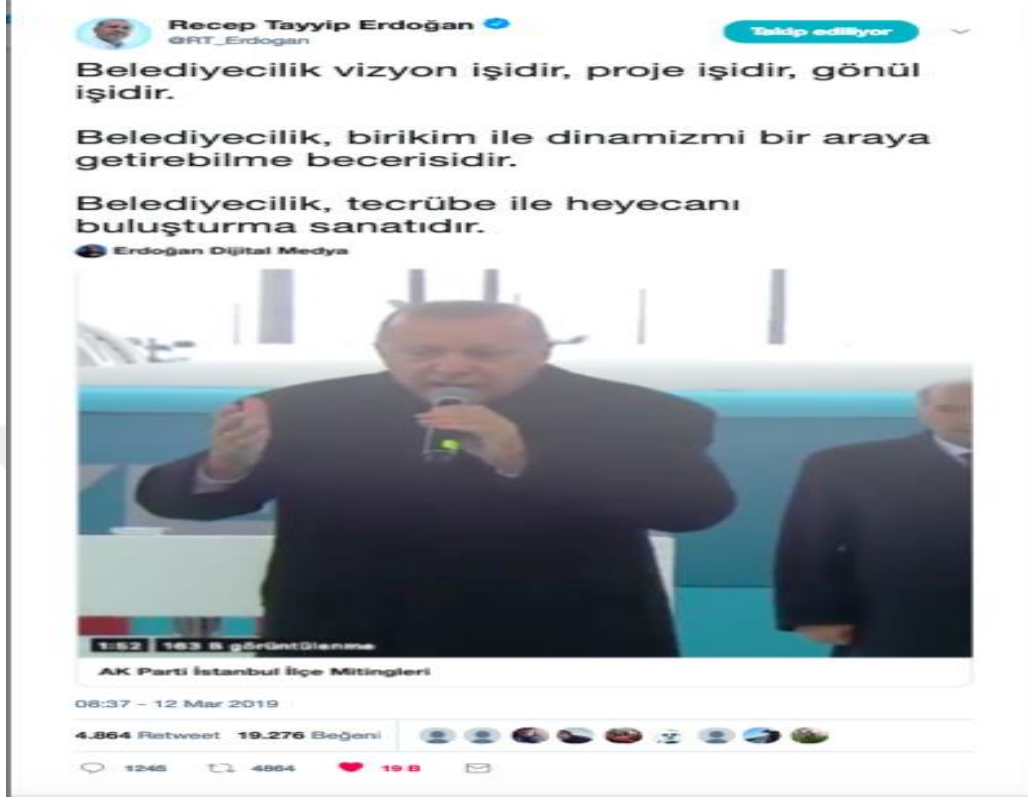 Recep Tayyip Erdoğan
@RT_Erdogan
Takip ediliyor
Belediyecilik vizyon işidir, proje işidir, gönül
işidir.
Belediyecilik, birikim ile dinamizmi bir araya
getirebilme becerisidir.
Belediyecilik, tecrübe ile heyecanı
buluşturma sanatıdır.
Erdoğan Dijital Medya
1:52 163 B görüntülenme
AK Parti İstanbul İlçe Mitingleri
08:37 - 12 Mar 2019
4.864 Retweet 19.276 Beğeni
1245 4864 19 B